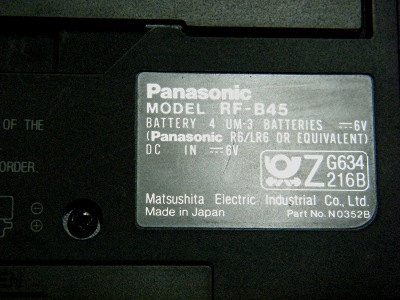 Panasonic
MODEL RF-B45
BATTERY 4 UM-3 BATTERIES ⎓6V
(Panasonic R6/LR6 OR EQUIVALENT)
DC IN ⎓6V
Z G634
216B
Matsushita Electric Industrial Co., Ltd.
Made in Japan Part No. N0352B
OF THE
ORDER.
⊖
⊕
EN